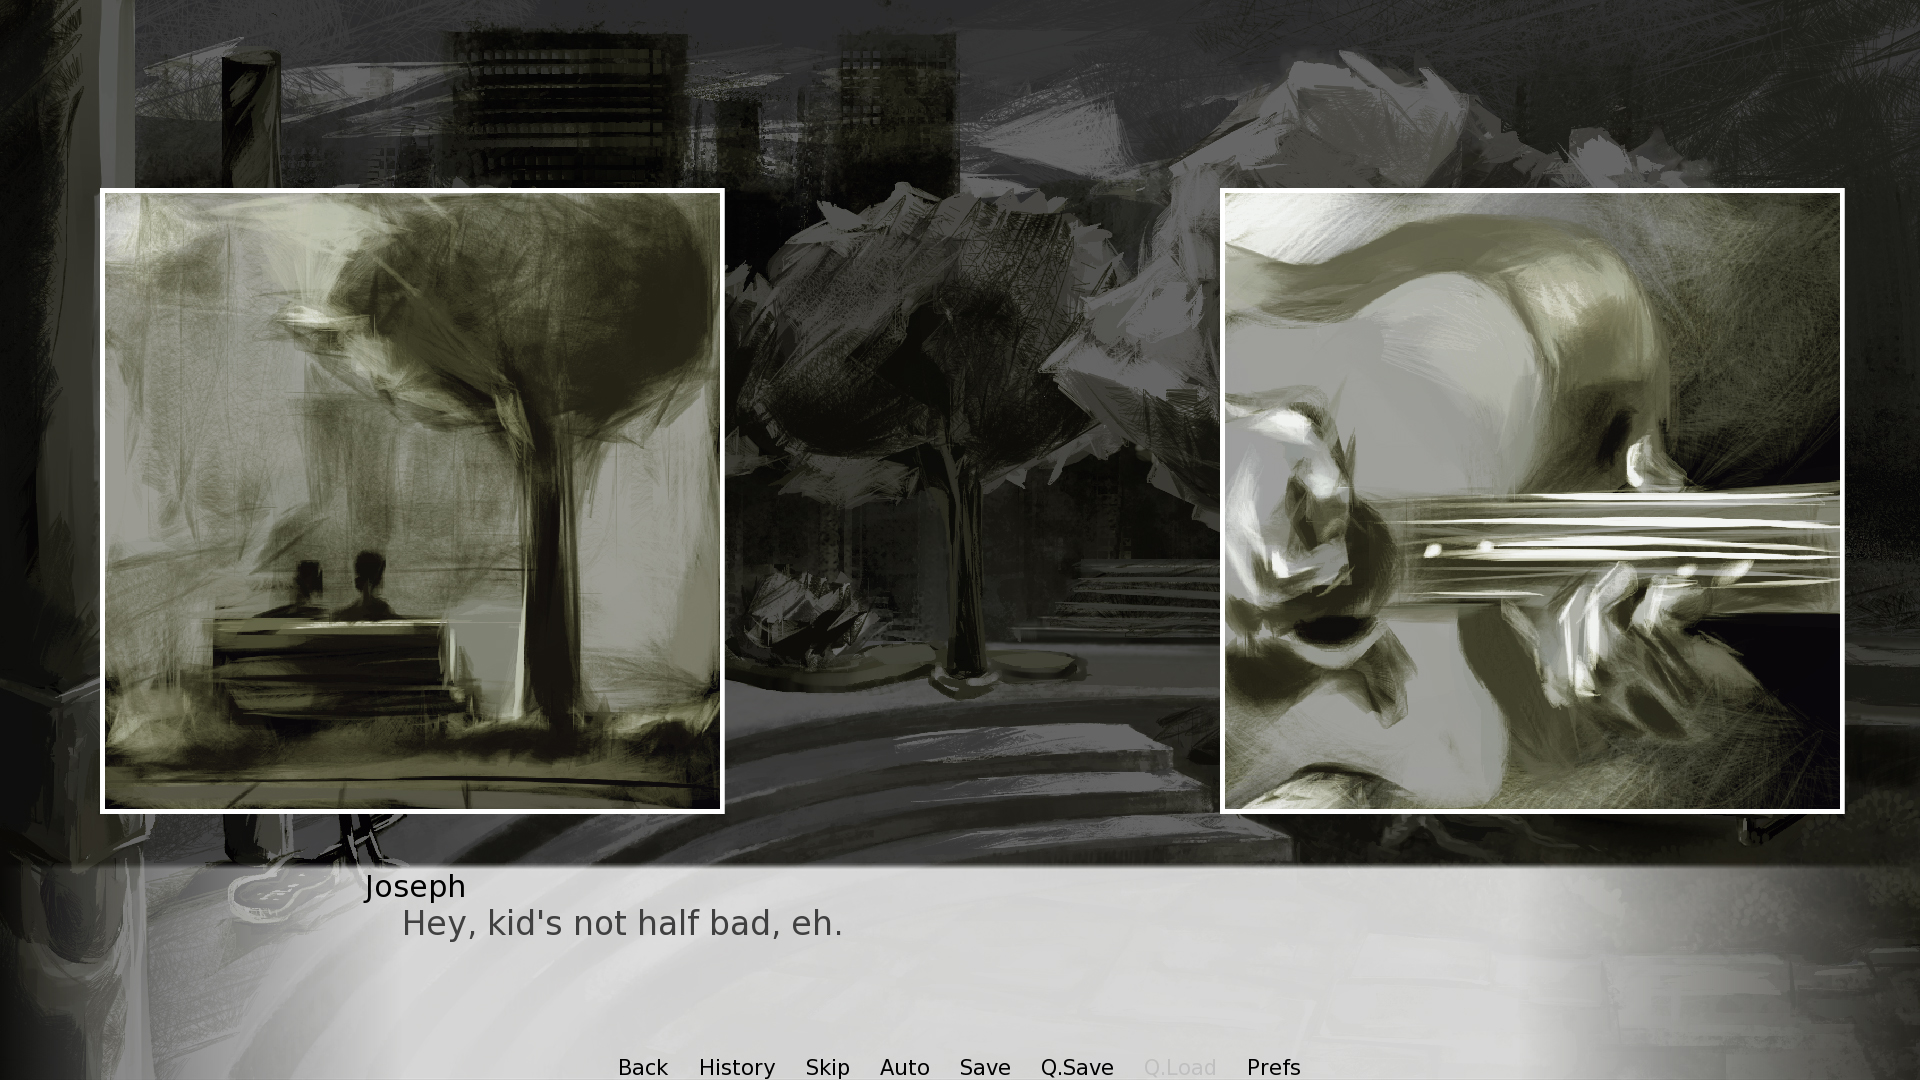 Joseph
Hey, kid's not half bad, eh.
Back History Skip Auto Save Q.Save Q.Load Prefs